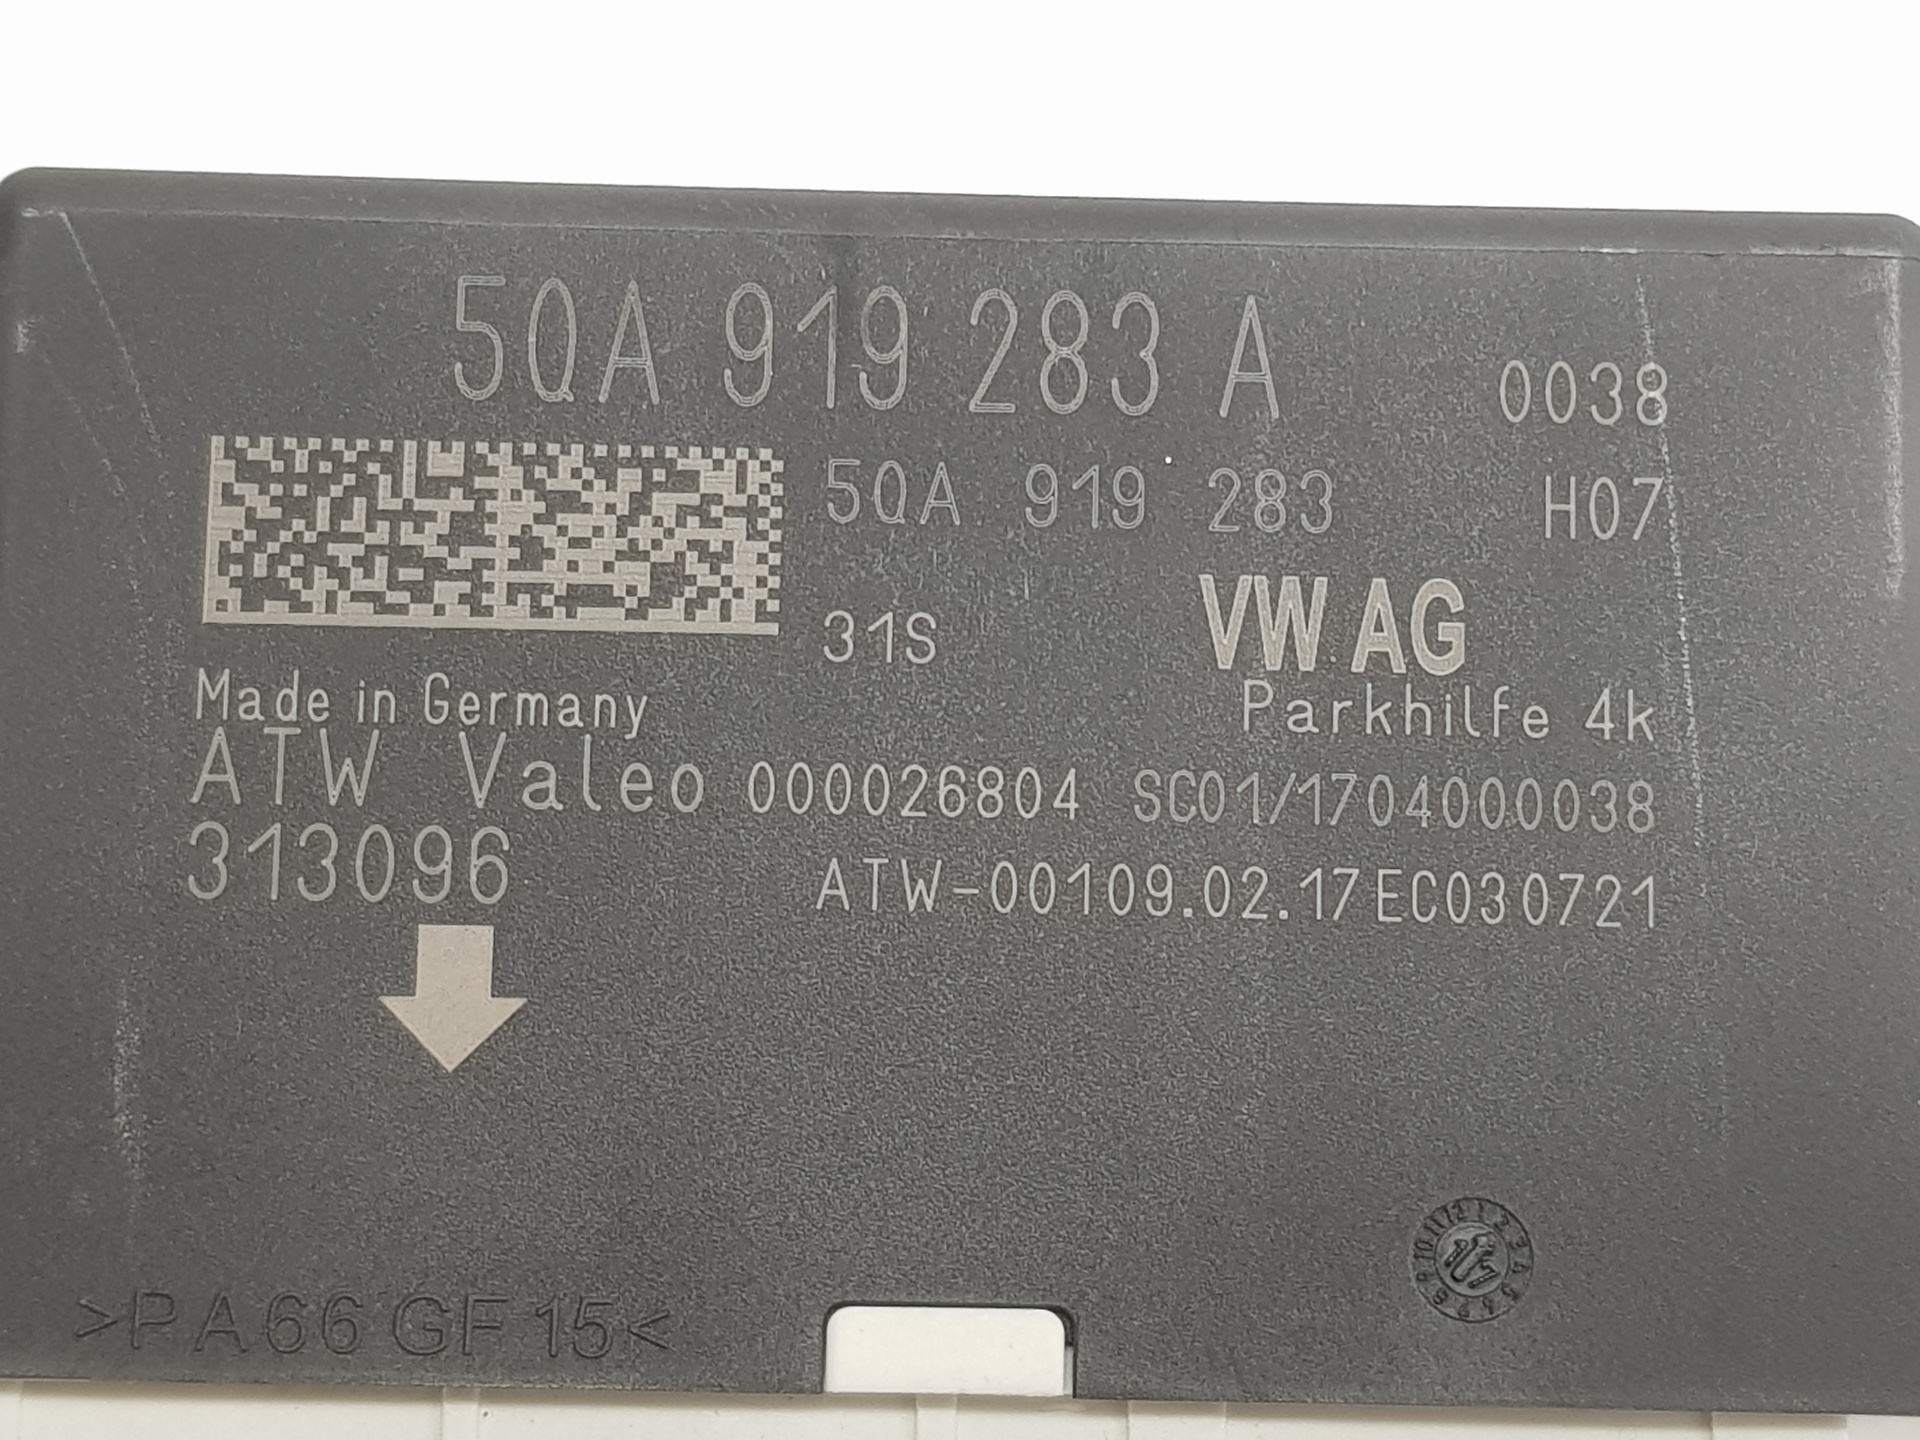 5QA 919 283 A 0038
5QA 919 283 H07
31S VW AG
Made in Germany Parkhilfe 4k
ATW Valeo 000026804 SC01/1704000038
313096 ATW-00109.02.17EC030721
>PA66 GF15<